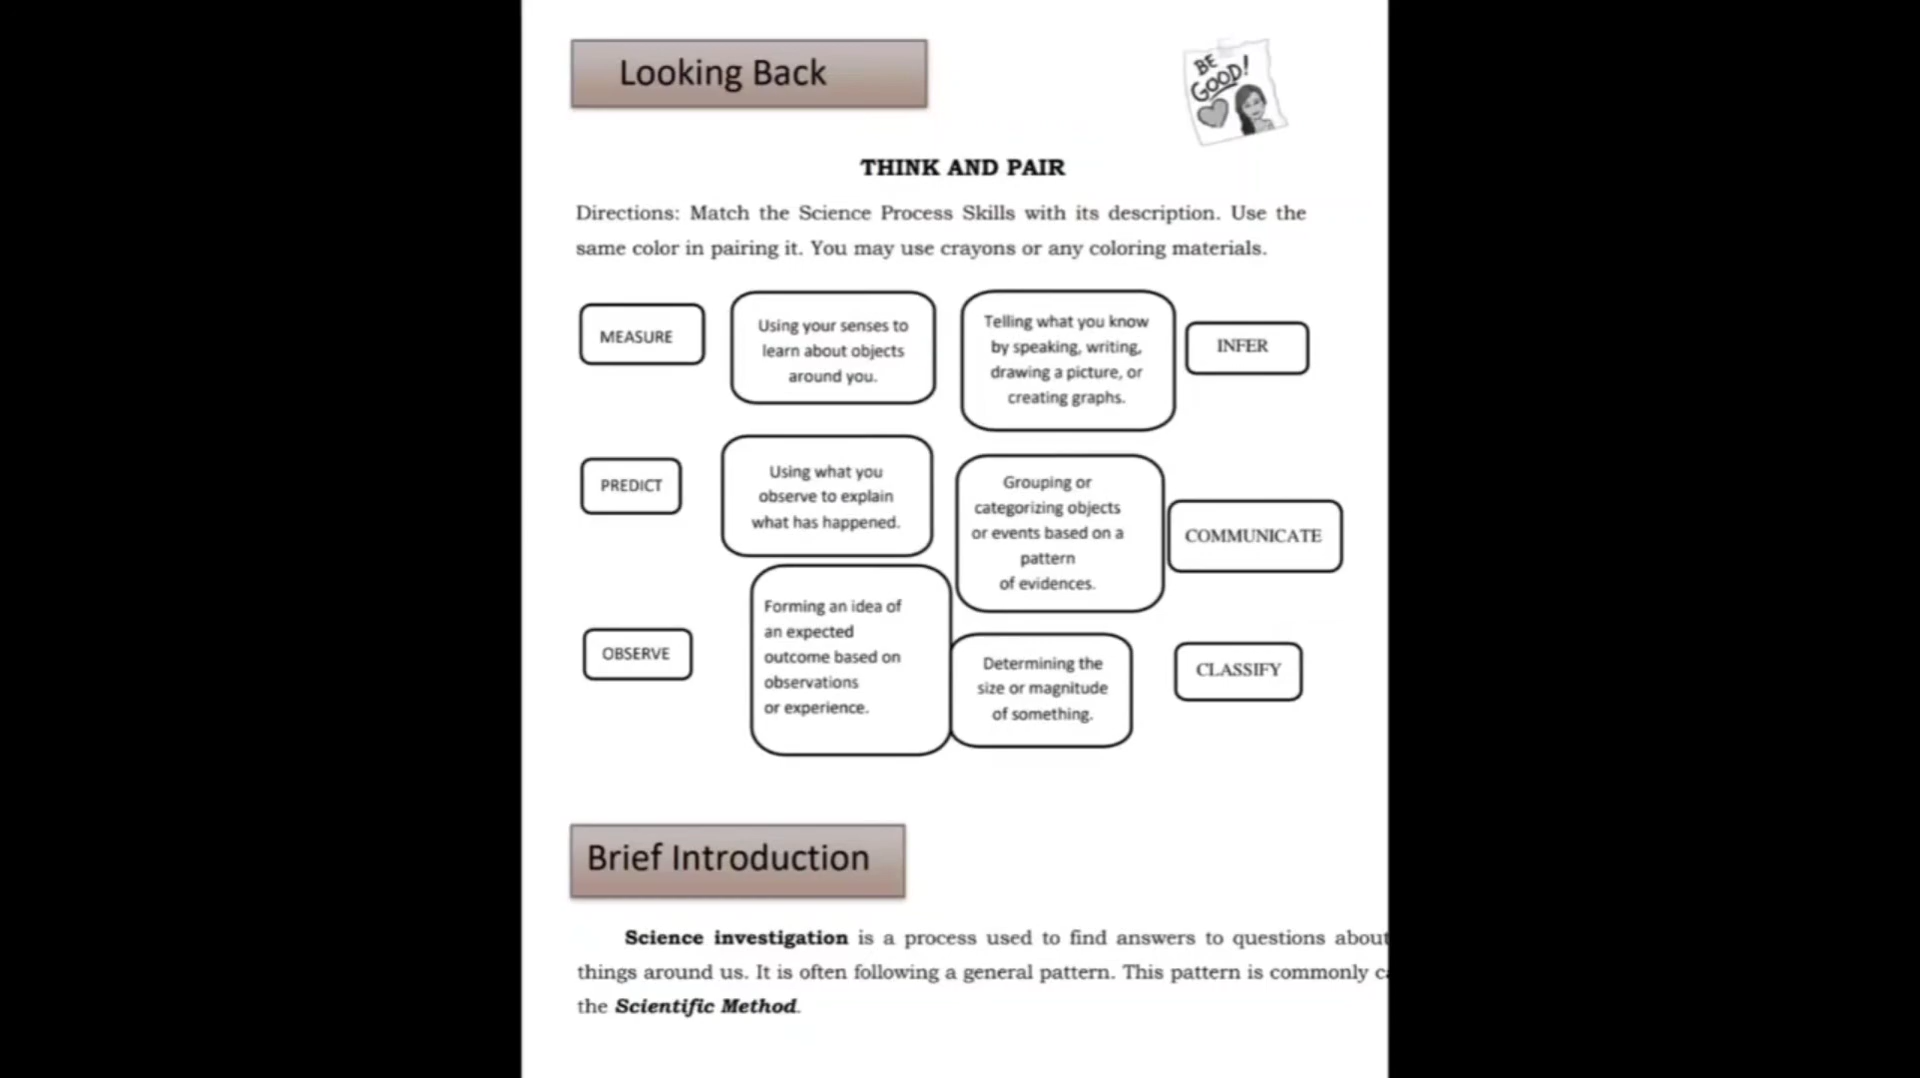 Looking Back
BE
GOOD!
THINK AND PAIR
Directions: Match the Science Process Skills with its description. Use the
same color in pairing it. You may use crayons or any coloring materials.
MEASURE
Using your senses to
learn about objects
around you.
Telling what you know
by speaking, writing,
drawing a picture, or
creating graphs.
INFER
PREDICT
Using what you
observe to explain
what has happened.
Grouping or
categorizing objects
or events based on a
pattern
of evidences.
COMMUNICATE
OBSERVE
Forming an idea of
an expected
outcome based on
observations
or experience.
Determining the
size or magnitude
of something.
CLASSIFY
Brief Introduction
Science investigation is a process used to find answers to questions about
things around us. It is often following a general pattern. This pattern is commonly
the Scientific Method.